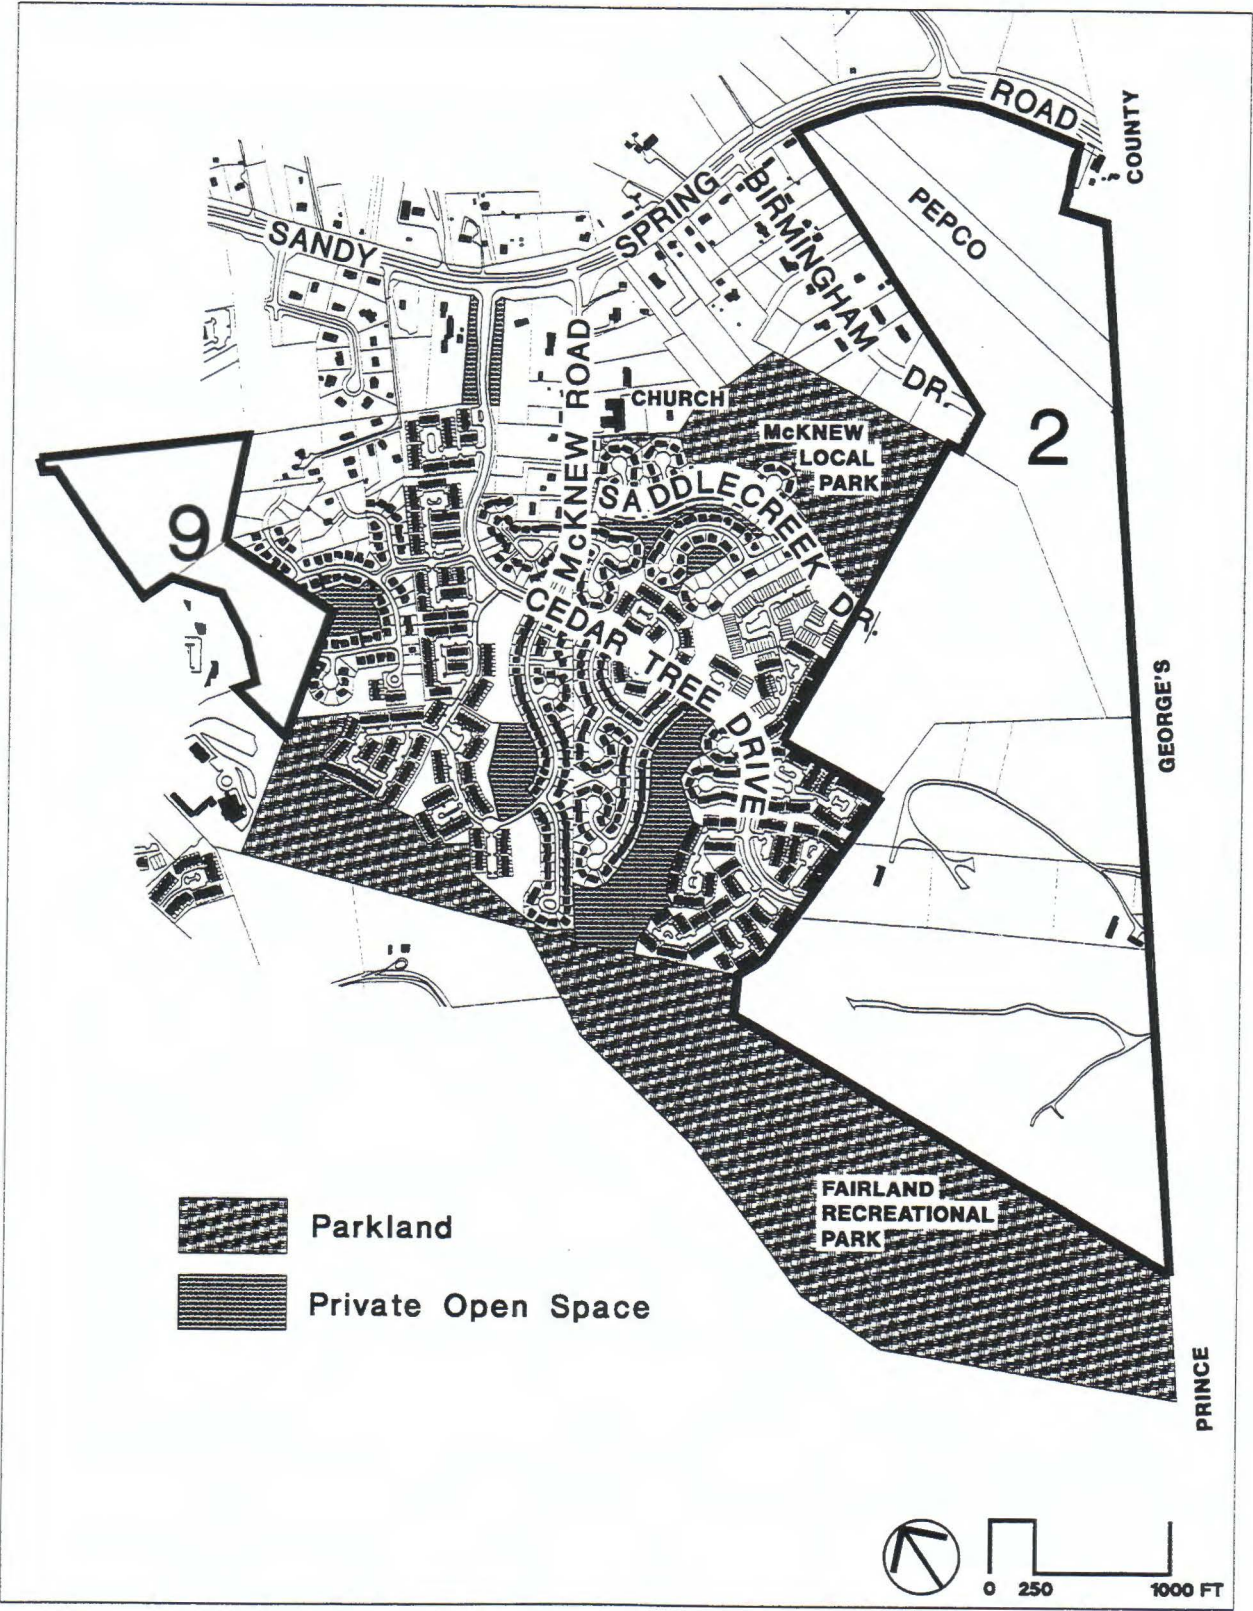 ROAD
COUNTY
SANDY
SPRING
BIRMINGHAM
DR.
PEPCO
McKNEW ROAD
CHURCH
2
McKNEW
LOCAL
PARK
9
SADDLECREEK DR.
CEDAR TREE DRIVE
GEORGE'S
FAIRLAND
RECREATIONAL
PARK
Parkland
Private Open Space
PRINCE
0 250 1000 FT